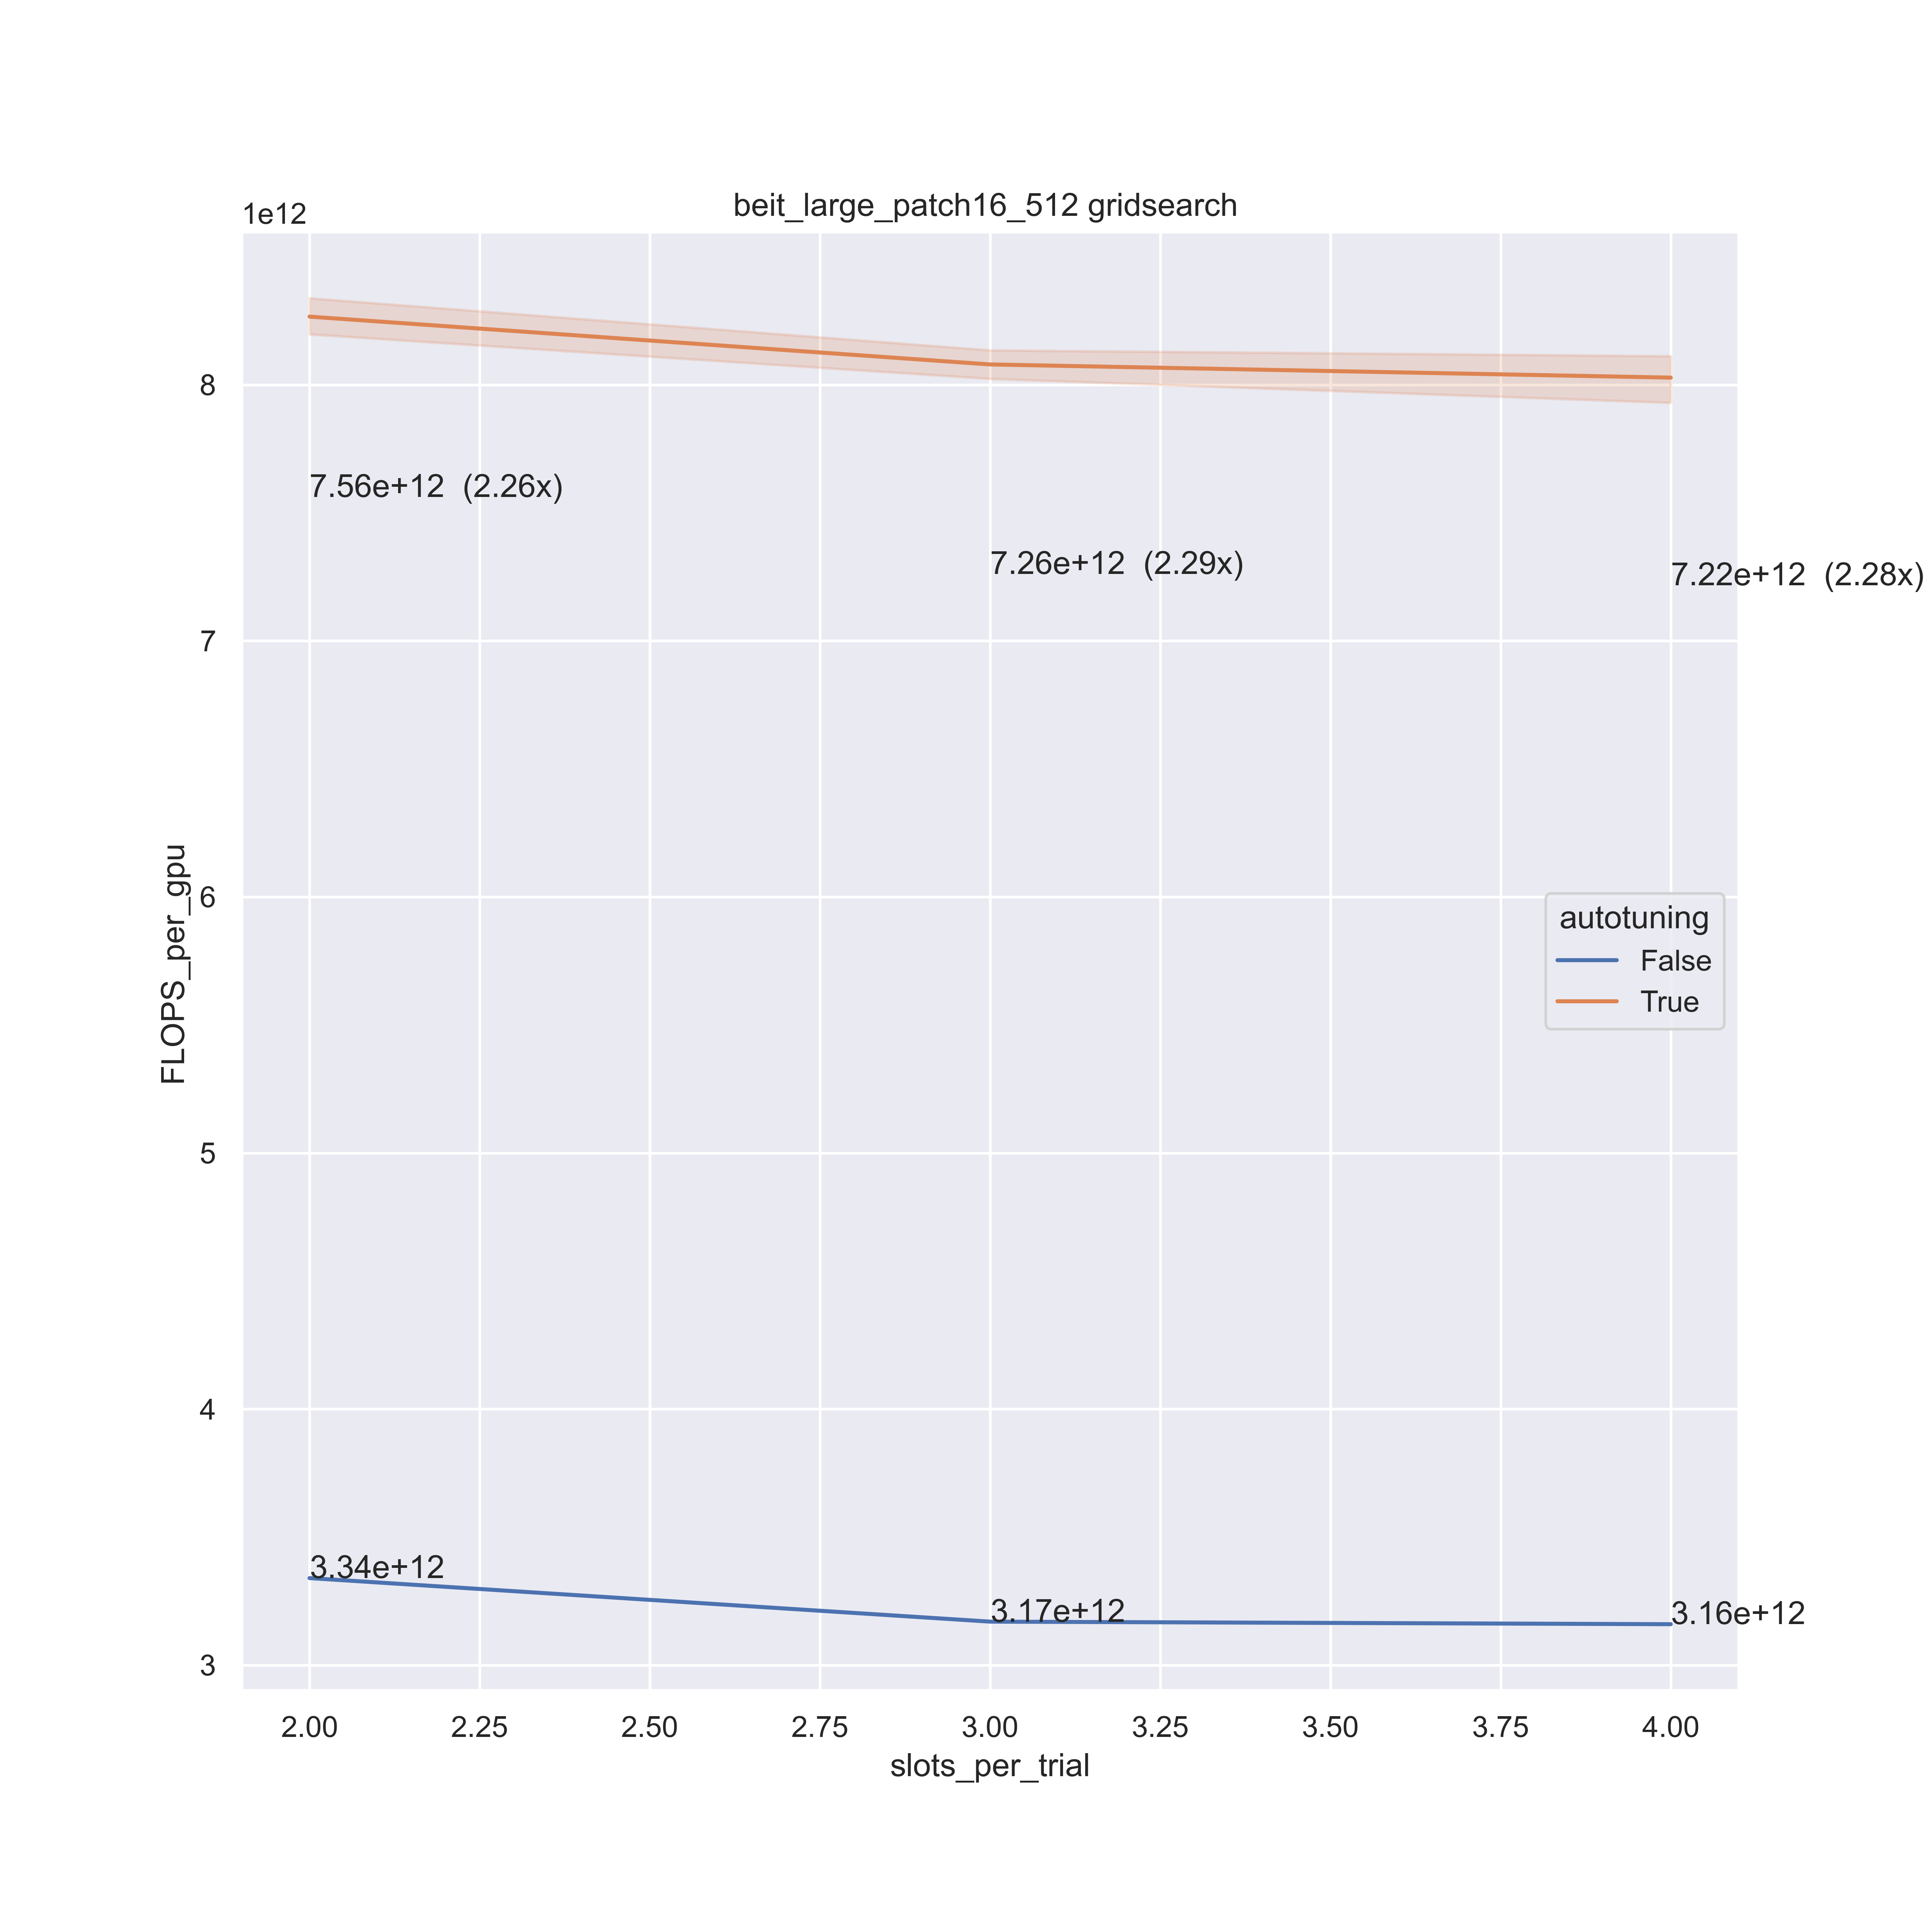 beit_large_patch16_512 gridsearch
1e12
8
7
6
5
4
3
FLOPS_per_gpu
7.56e+12 (2.26x)
7.26e+12 (2.29x)
7.22e+12 (2.28x)
autotuning
False
True
3.34e+12
3.17e+12
3.16e+12
2.00 2.25 2.50 2.75 3.00 3.25 3.50 3.75 4.00
slots_per_trial